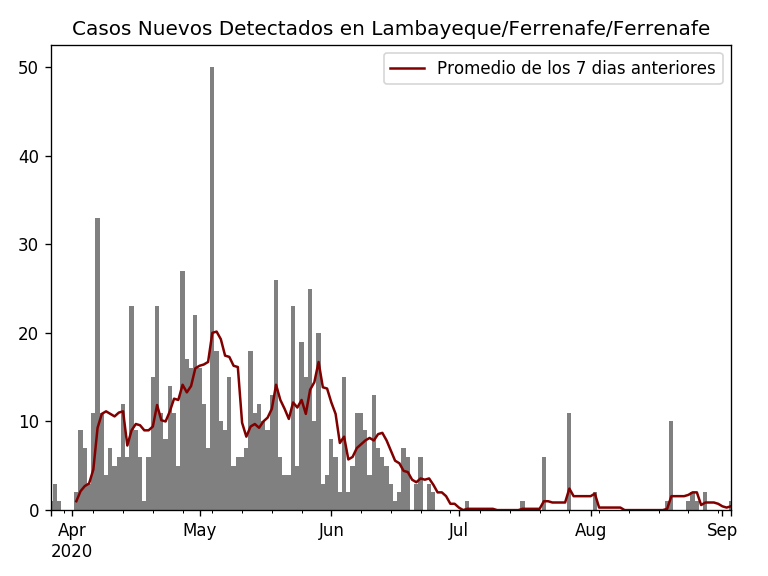 Casos Nuevos Detectados en Lambayeque/Ferrenafe/Ferrenafe
Promedio de los 7 dias anteriores
50
40
30
20
10
0
Apr May Jun Jul Aug Sep
2020